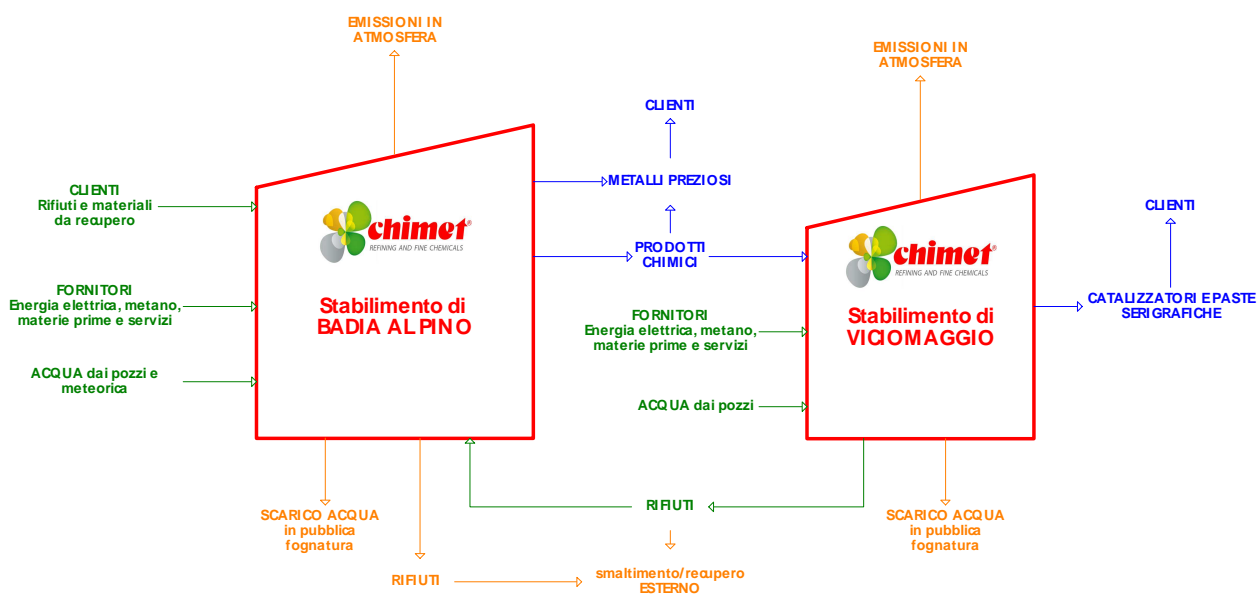 EMISSIONI IN
ATMOSFERA
EMISSIONI IN
ATMOSFERA
CLIENTI
CLIENTI
Rifiuti e materiali
da recupero
METALLI PREZIOSI
CLIENTI
chimet®
REFINING AND FINE CHEMICALS
PRODOTTI
CHIMICI
chimet®
REFINING AND FINE CHEMICALS
FORNITORI
Energia elettrica, metano,
materie prime e servizi
Stabilimento di
BADIA ALPINO
FORNITORI
Energia elettrica, metano,
materie prime e servizi
Stabilimento di
VICIOMAGGIO
CATALIZZATORI E PASTE
SERIGRAFICHE
ACQUA dai pozzi e
meteorica
ACQUA dai pozzi
SCARICO ACQUA
in pubblica
fognatura
RIFIUTI
SCARICO ACQUA
in pubblica
fognatura
RIFIUTI
smaltimento/recupero
ESTERNO